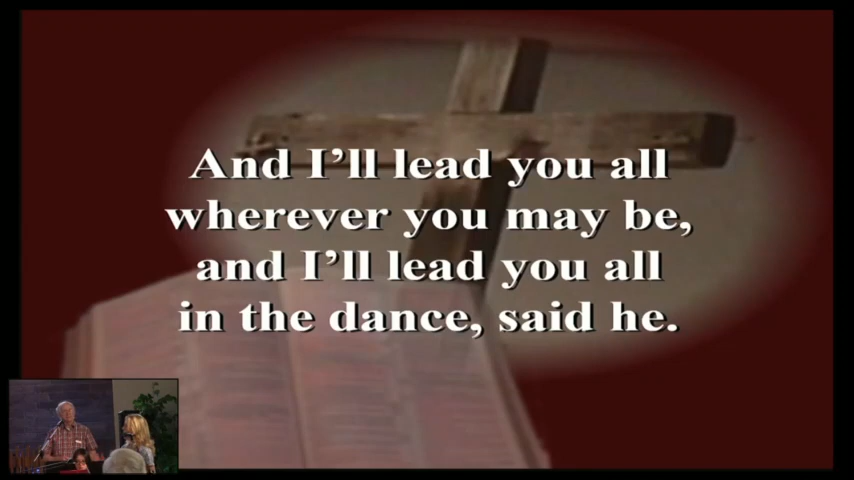 And I’ll lead you all
wherever you may be,
and I’ll lead you all
in the dance, said he.